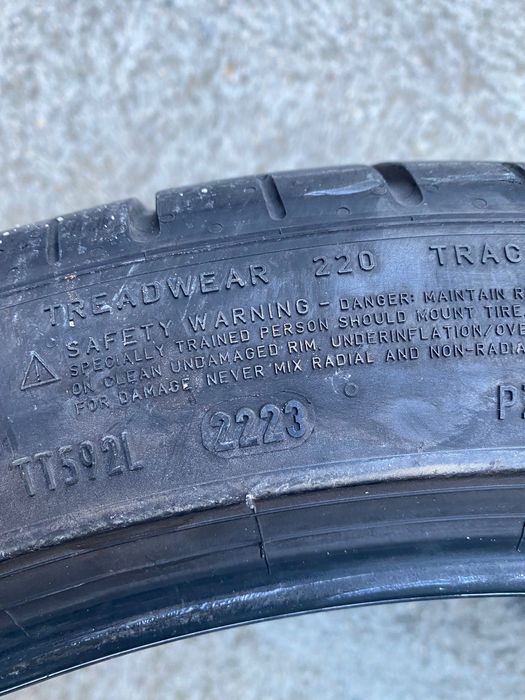 TREADWEAR 220 TRAC
SAFETY WARNING - DANGER: MAINTAIN R
SPECIALLY TRAINED PERSON SHOULD MOUNT TIRE.
ON CLEAN UNDAMAGED RIM. UNDERINFLATION/OVE
FOR DAMAGE. NEVER MIX RADIAL AND NON-RADIA
TT592L 2223 P